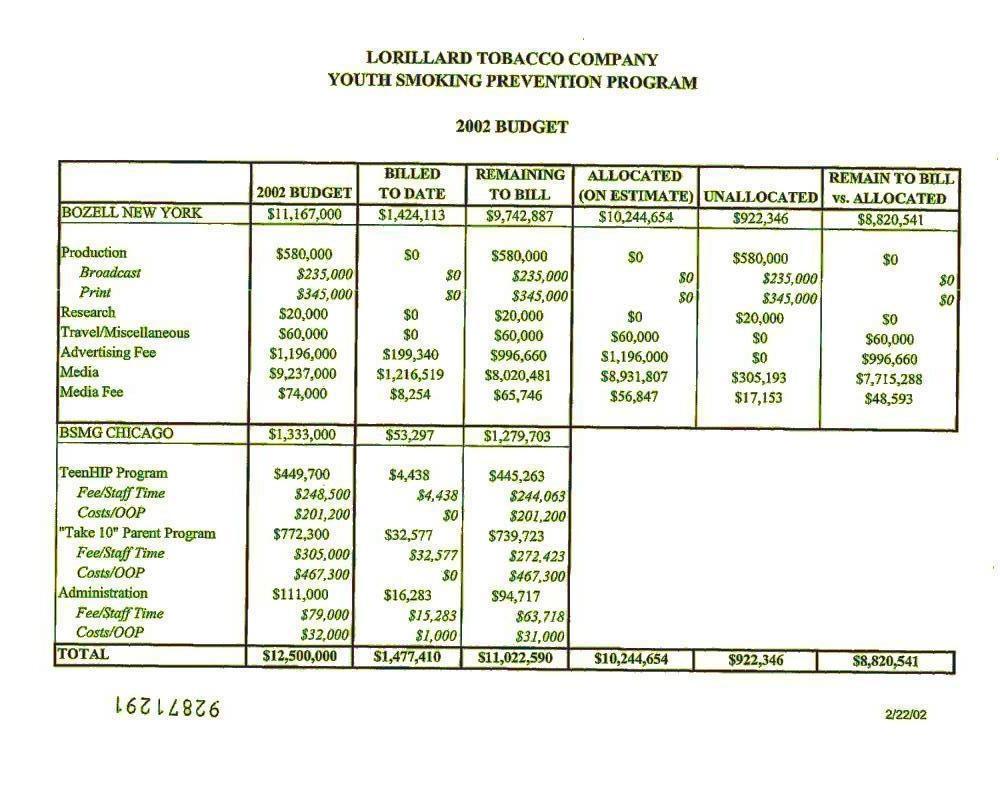 LORILLARD TOBACCO COMPANY
YOUTH SMOKING PREVENTION PROGRAM
2002 BUDGET
2002 BUDGET BILLED TO DATE REMAINING TO BILL ALLOCATED (ON ESTIMATE) UNALLOCATED REMAIN TO BILL vs. ALLOCATED
BOZELL NEW YORK $11,167,000 $1,424,113 $9,742,887 $10,244,654 $922,346 $8,820,541
Production $580,000 $0 $580,000 $0 $580,000 $0
Broadcast $235,000 $0 $235,000 $0 $235,000 $0
Print $345,000 $0 $345,000 $0 $345,000 $0
Research $20,000 $0 $20,000 $0 $20,000 $0
Travel/Miscellaneous $60,000 $0 $60,000 $60,000 $0 $60,000
Advertising Fee $1,196,000 $199,340 $996,660 $1,196,000 $0 $996,660
Media $9,237,000 $1,216,519 $8,020,481 $8,931,807 $305,193 $7,715,288
Media Fee $74,000 $8,254 $65,746 $56,847 $17,153 $48,593
BSMG CHICAGO $1,333,000 $53,297 $1,279,703
TeenHIP Program $449,700 $4,438 $445,263
Fee/Staff Time $248,500 $4,438 $244,063
Costs/OOP $201,200 $0 $201,200
"Take 10" Parent Program $772,300 $32,577 $739,723
Fee/Staff Time $305,000 $32,577 $272,423
Costs/OOP $467,300 $0 $467,300
Administration $111,000 $16,283 $94,717
Fee/Staff Time $79,000 $15,283 $63,718
Costs/OOP $32,000 $1,000 $31,000
TOTAL $12,500,000 $1,477,410 $11,022,590 $10,244,654 $922,346 $8,820,541
92871291
2/22/02